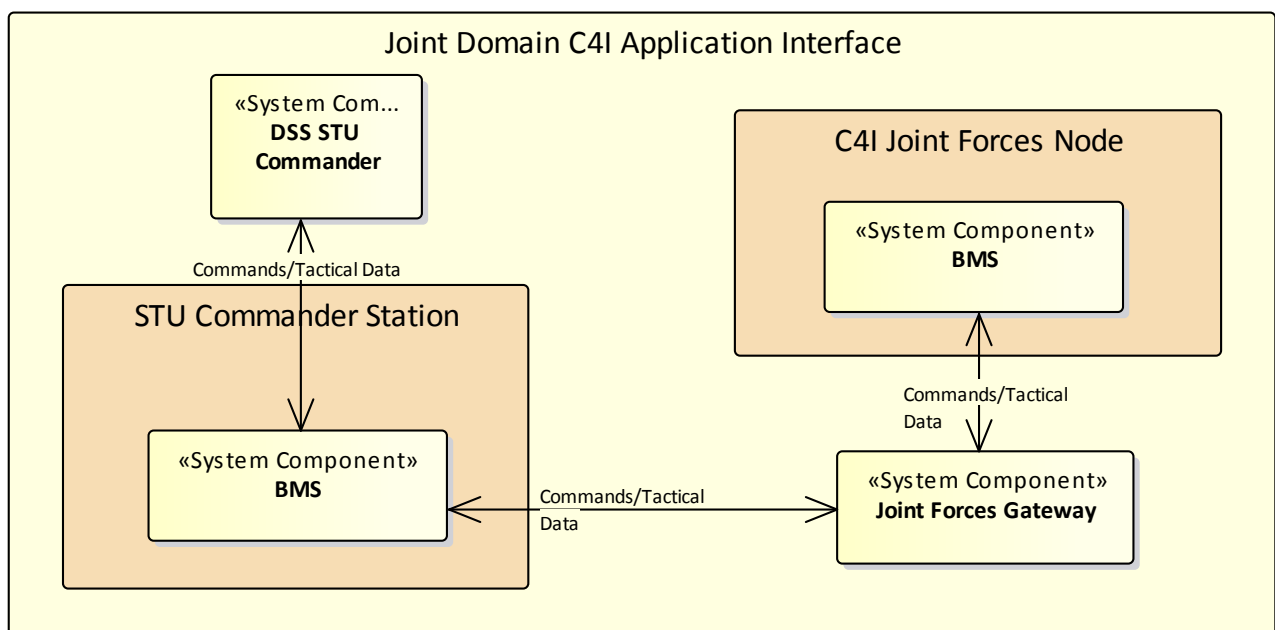 Joint Domain C4I Application Interface
«System Com...
DSS STU
Commander
Commands/Tactical Data
STU Commander Station
«System Component»
BMS
Commands/Tactical
Data
C4I Joint Forces Node
«System Component»
BMS
Commands/Tactical
Data
«System Component»
Joint Forces Gateway